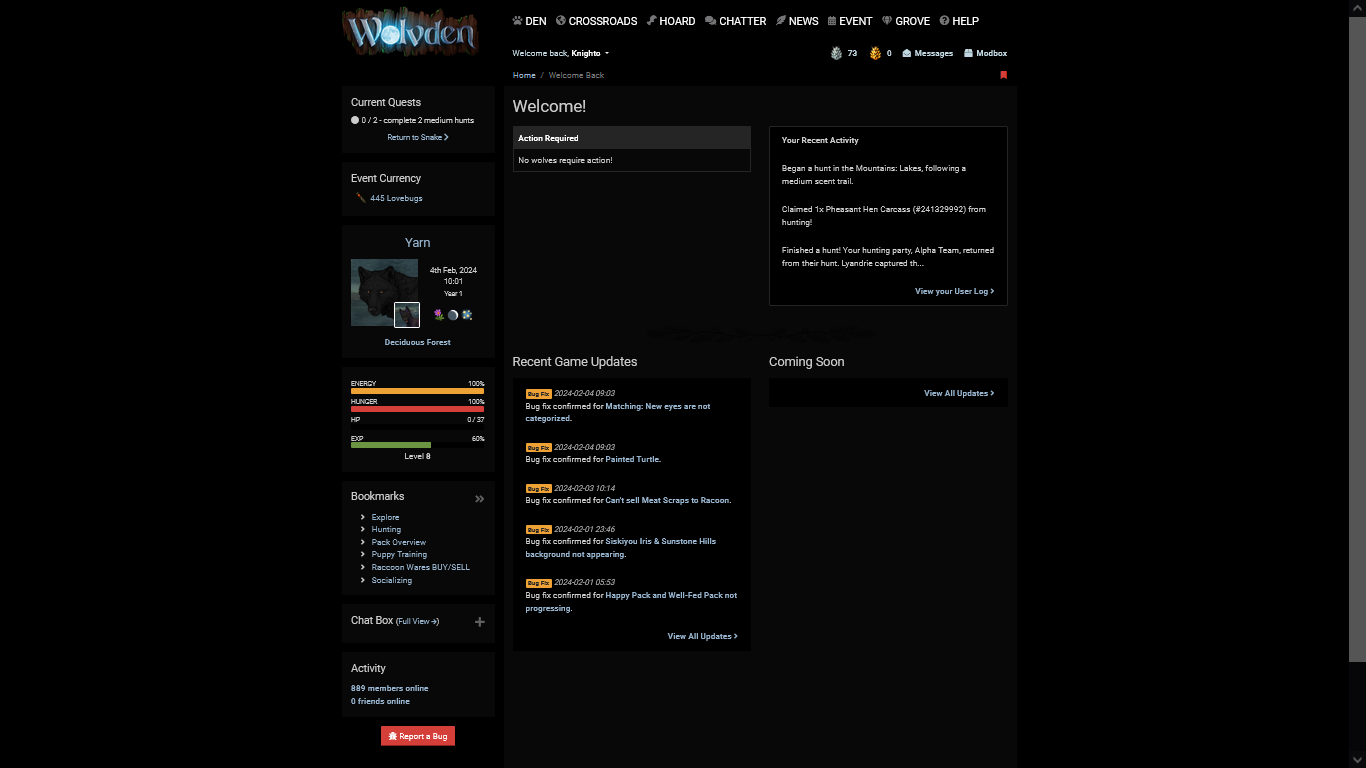 Wolvden
DEN CROSSROADS HOARD CHATTER NEWS EVENT GROVE HELP
Welcome back, Knighto
73 0 Messages Modbox
Home / Welcome Back
Current Quests
0 / 2 - complete 2 medium hunts
Return to Snake
Event Currency
445 Lovebugs
Yarn
4th Feb, 2024
10:01
Year 1
Deciduous Forest
ENERGY 100%
HUNGER 100%
HP 0 / 37
EXP 60%
Level 8
Bookmarks
Explore
Hunting
Pack Overview
Puppy Training
Raccoon Wares BUY/SELL
Socializing
Chat Box (Full View )
Activity
889 members online
0 friends online
Report a Bug
Welcome!
Action Required
No wolves require action!
Your Recent Activity
Began a hunt in the Mountains: Lakes, following a
medium scent trail.
Claimed 1x Pheasant Hen Carcass (#241329992) from
hunting!
Finished a hunt! Your hunting party, Alpha Team, returned
from their hunt. Lyandrie captured th...
View your User Log
Recent Game Updates
Bug Fix 2024-02-04 09:03
Bug fix confirmed for Matching: New eyes are not
categorized.
Bug Fix 2024-02-04 09:03
Bug fix confirmed for Painted Turtle.
Bug Fix 2024-02-03 10:14
Bug fix confirmed for Can't sell Meat Scraps to Racoon.
Bug Fix 2024-02-01 23:46
Bug fix confirmed for Siskiyou Iris & Sunstone Hills
background not appearing.
Bug Fix 2024-02-01 05:53
Bug fix confirmed for Happy Pack and Well-Fed Pack not
progressing.
View All Updates
Coming Soon
View All Updates